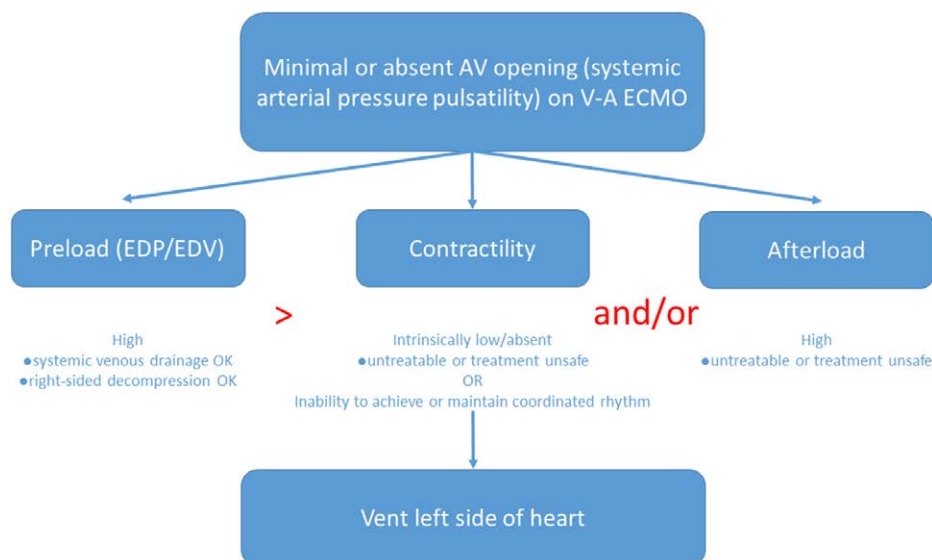 Minimal or absent AV opening (systemic
arterial pressure pulsatility) on V-A ECMO
Preload (EDP/EDV)
Contractility
Afterload
>
and/or
High
●systemic venous drainage OK
●right-sided decompression OK
Intrinsically low/absent
●untreatable or treatment unsafe
OR
Inability to achieve or maintain coordinated rhythm
High
●untreatable or treatment unsafe
Vent left side of heart